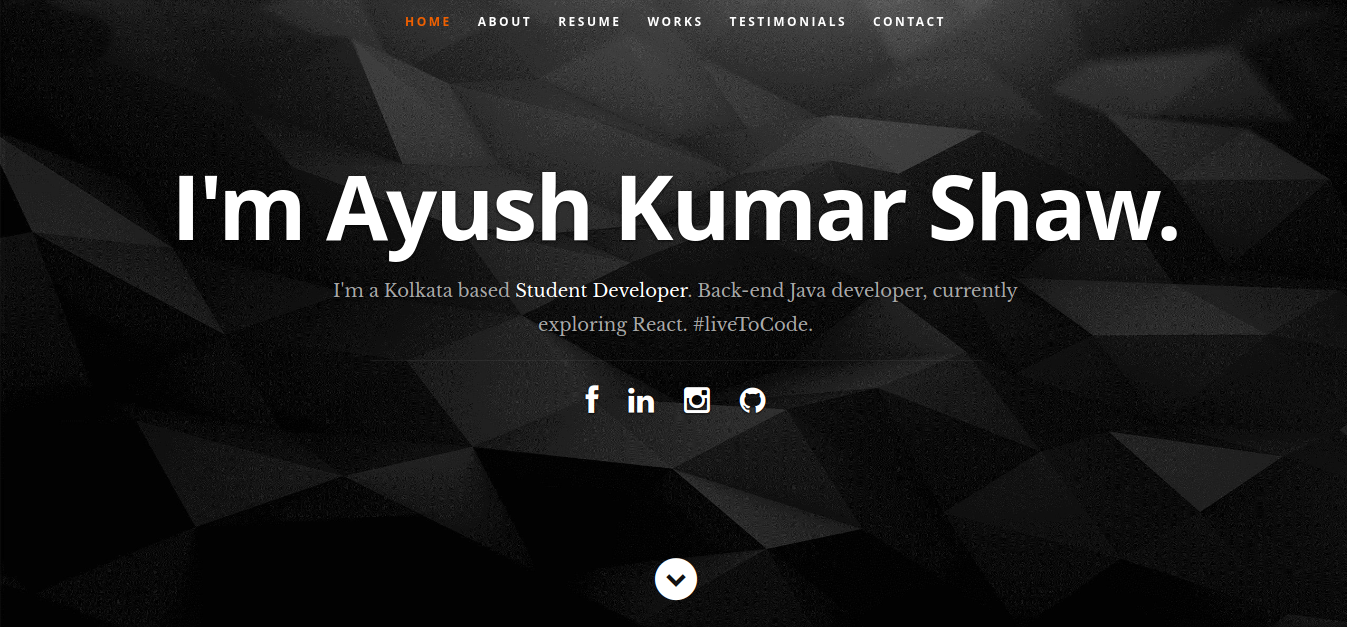 HOME ABOUT RESUME WORKS TESTIMONIALS CONTACT
I'm Ayush Kumar Shaw.
I'm a Kolkata based Student Developer. Back-end Java developer, currently
exploring React. #liveToCode.